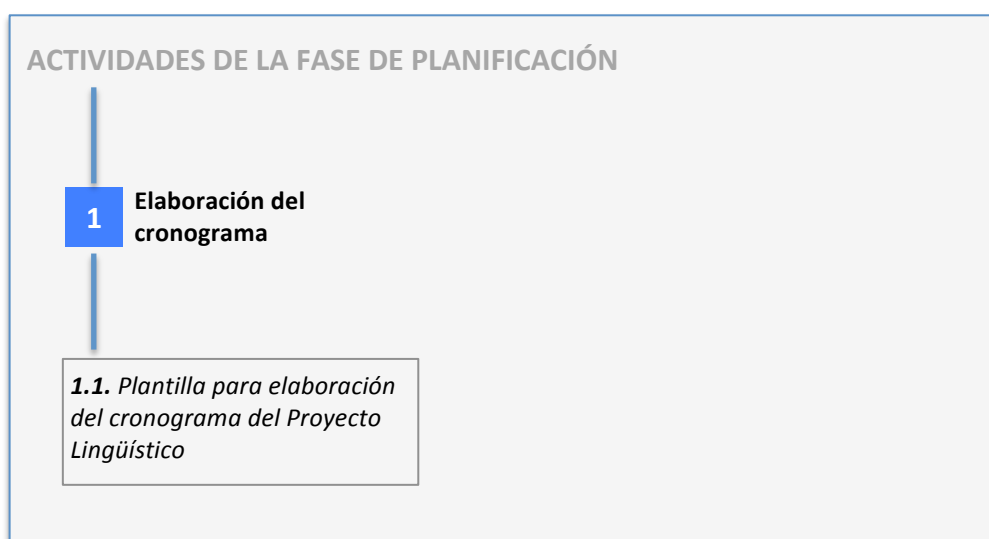 ACTIVIDADES DE LA FASE DE PLANIFICACIÓN
1
Elaboración del
cronograma
1.1. Plantilla para elaboración
del cronograma del Proyecto
Lingüístico